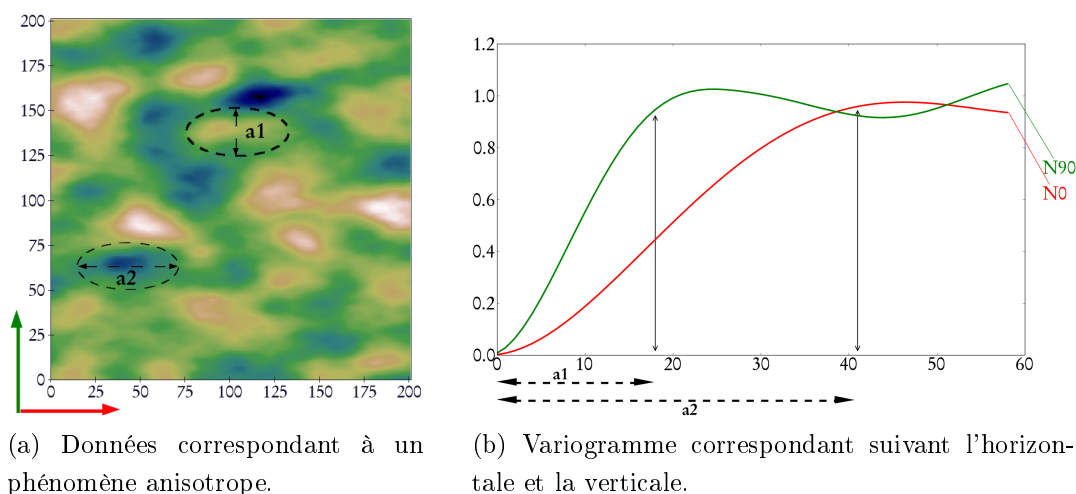 200
175
150
125
100
75
50
25
0
0 25 50 75 100 125 150 175 200
a1
a2
1.2
1.0
0.8
0.6
0.4
0.2
0.0
0 10 20 30 40 50 60
N90
N0
a1
a2
(a) Données correspondant à un
phénomène anisotrope.
(b) Variogramme correspondant suivant l'horizon-
tale et la verticale.